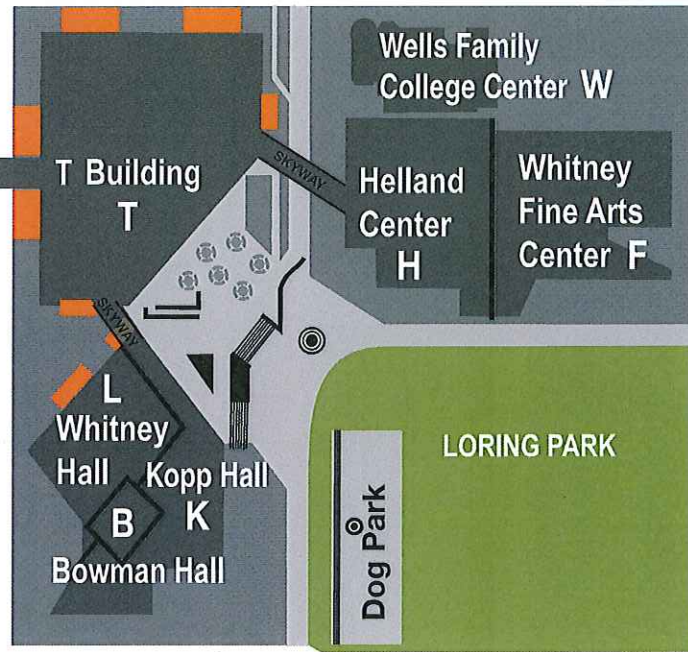 Wells Family
College Center W
SKYWAY
T Building
T
Helland
Center
H
Whitney
Fine Arts
Center F
SKYWAY
L
Whitney
Hall
Kopp Hall
K
B
Bowman Hall
LORING PARK
Dog Park